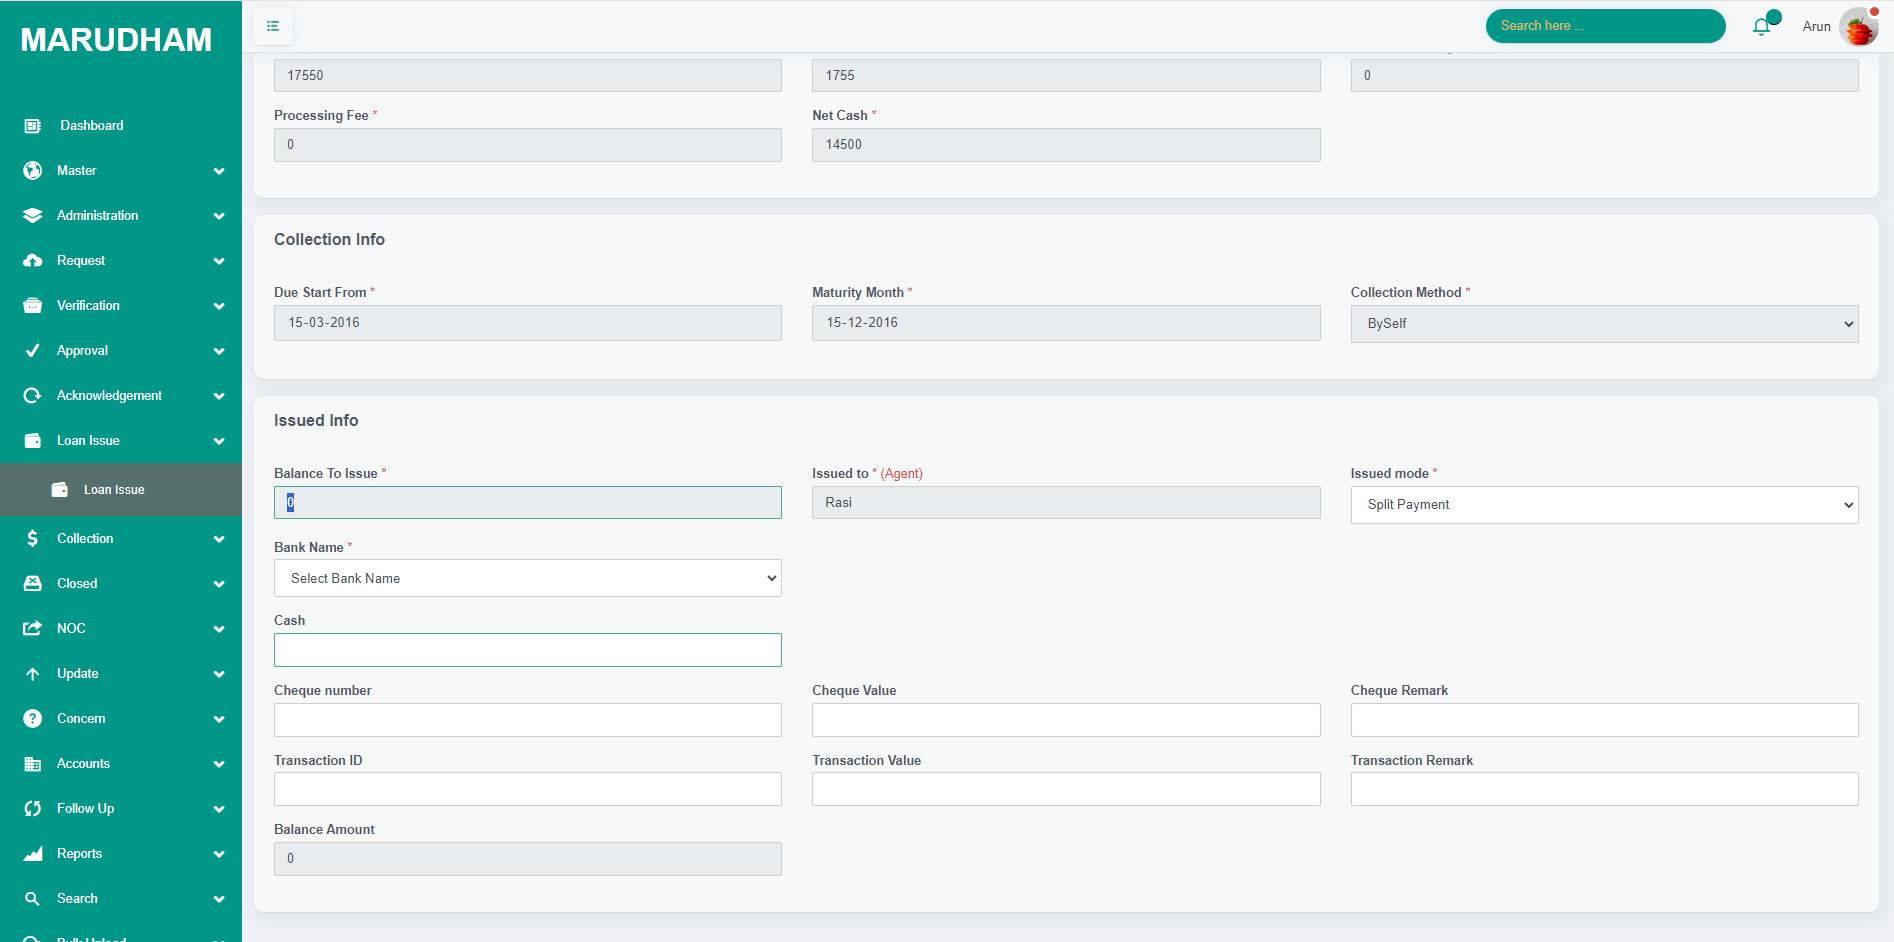 MARUDHAM
Search here ...
Arun
Dashboard
Master
Administration
Request
Verification
Approval
Acknowledgement
Loan Issue
Loan Issue
Collection
Closed
NOC
Update
Concern
Accounts
Follow Up
Reports
Search
Bulk Upload
17550
1755
0
Processing Fee *
Net Cash *
0
14500
Collection Info
Due Start From *
Maturity Month *
Collection Method *
15-03-2016
15-12-2016
BySelf
Issued Info
Balance To Issue *
Issued to * (Agent)
Issued mode *
0
Rasi
Split Payment
Bank Name *
Select Bank Name
Cash
Cheque number
Cheque Value
Cheque Remark
Transaction ID
Transaction Value
Transaction Remark
Balance Amount
0